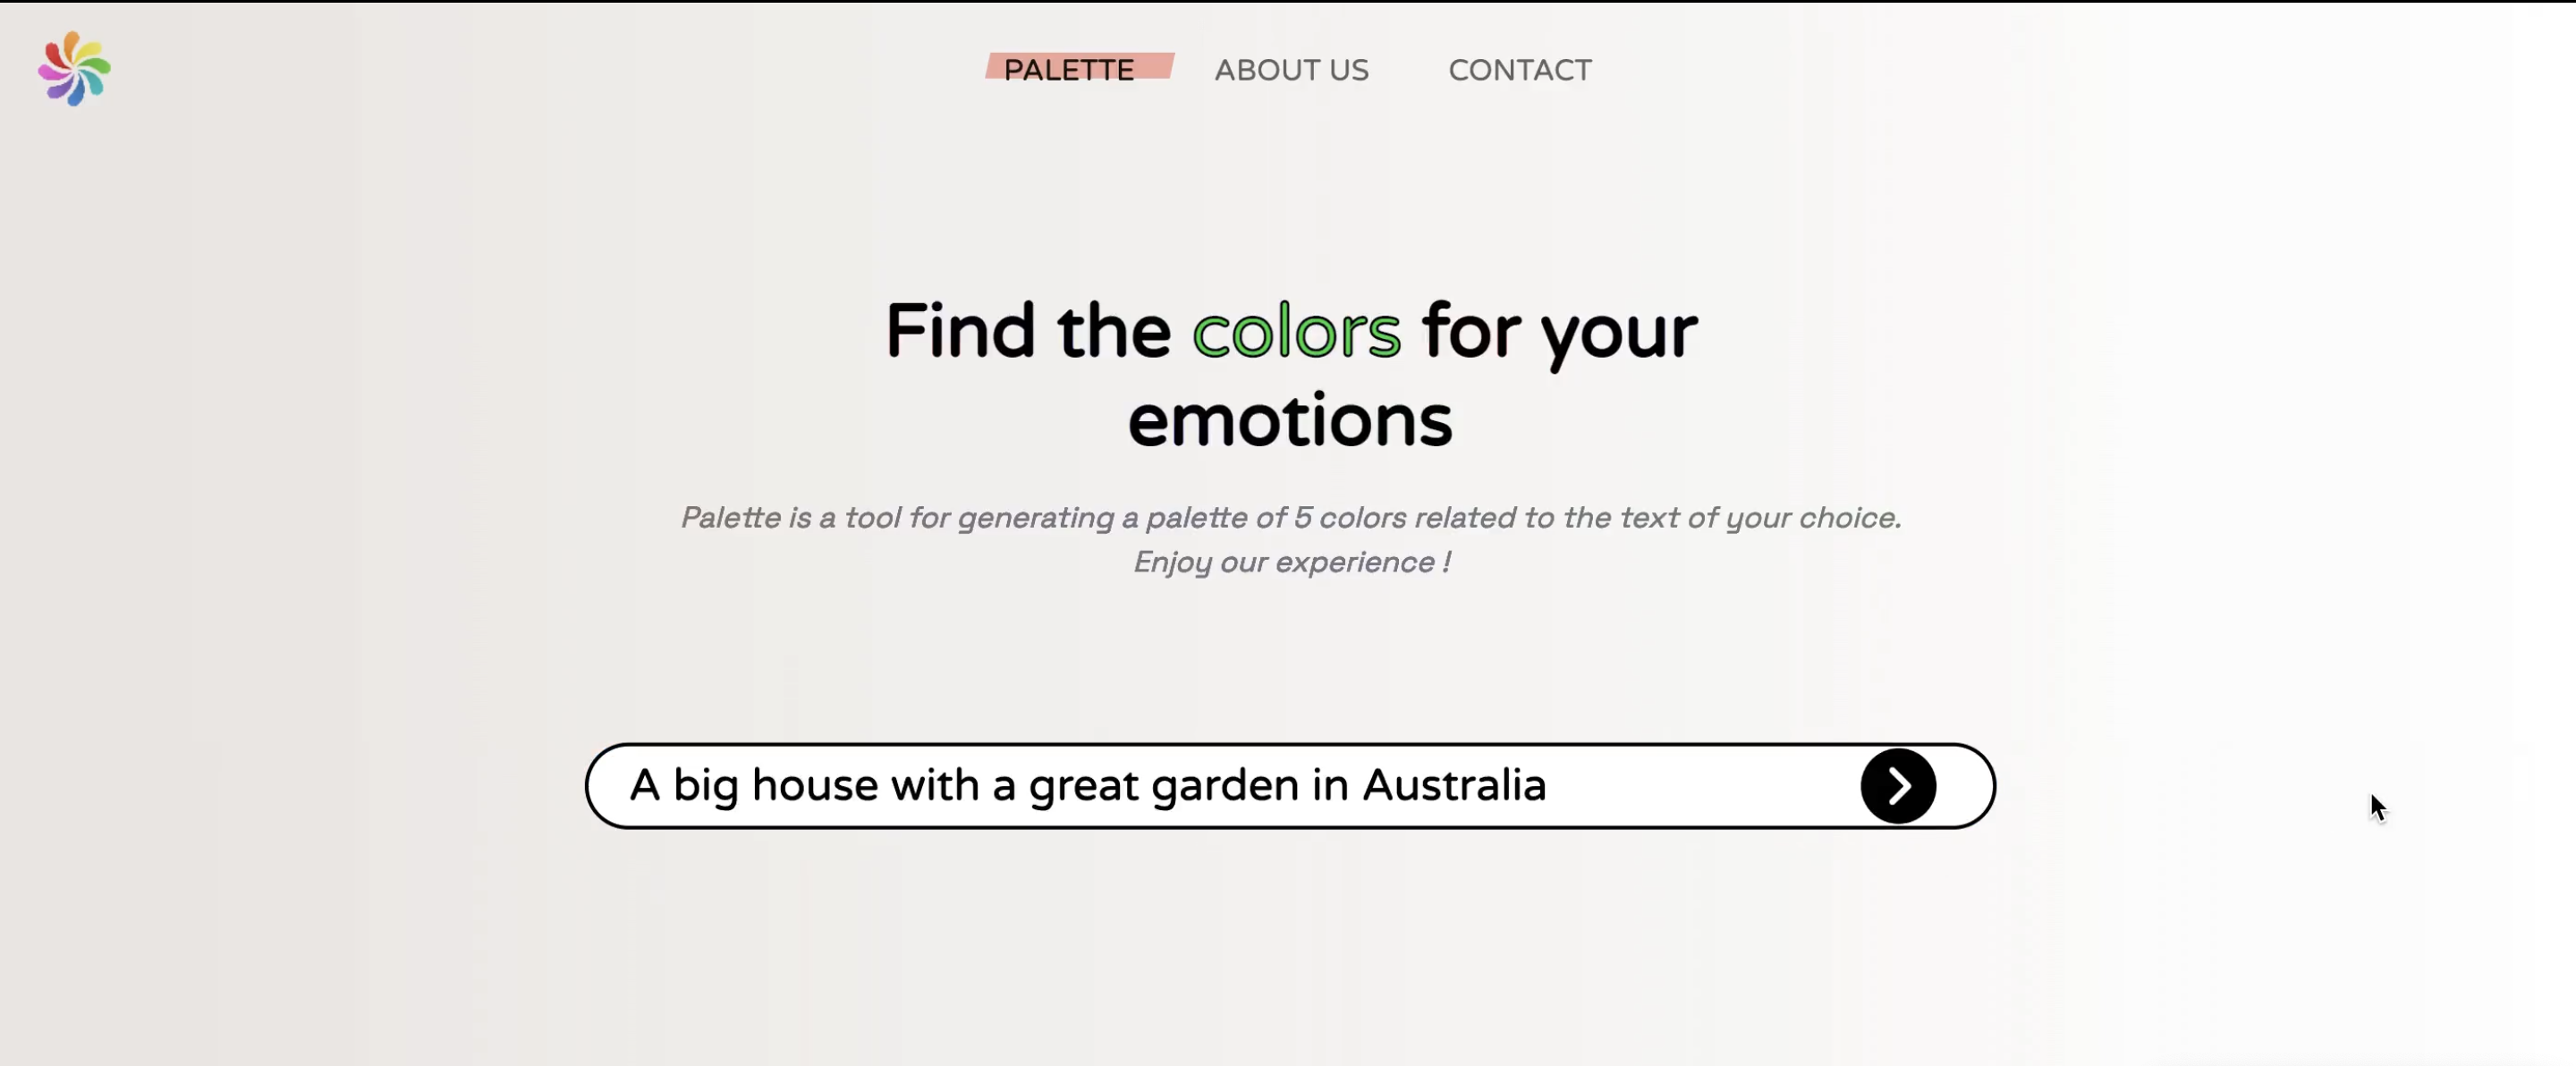 PALETTE ABOUT US CONTACT
Find the colors for your
emotions
Palette is a tool for generating a palette of 5 colors related to the text of your choice.
Enjoy our experience !
A big house with a great garden in Australia